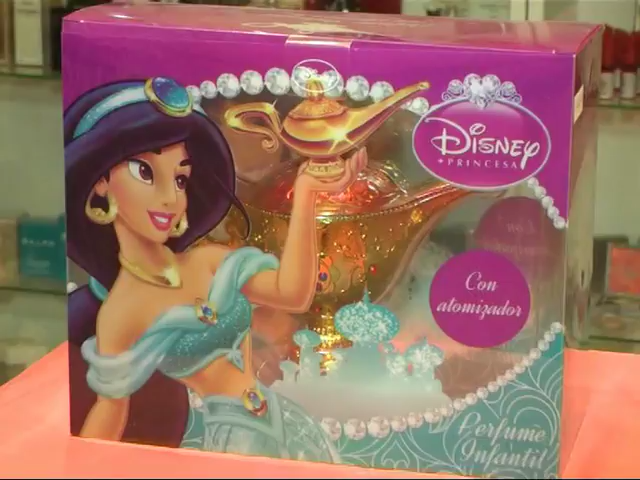 Disney
PRINCESA
Con
atomizador
Perfume
Infantil